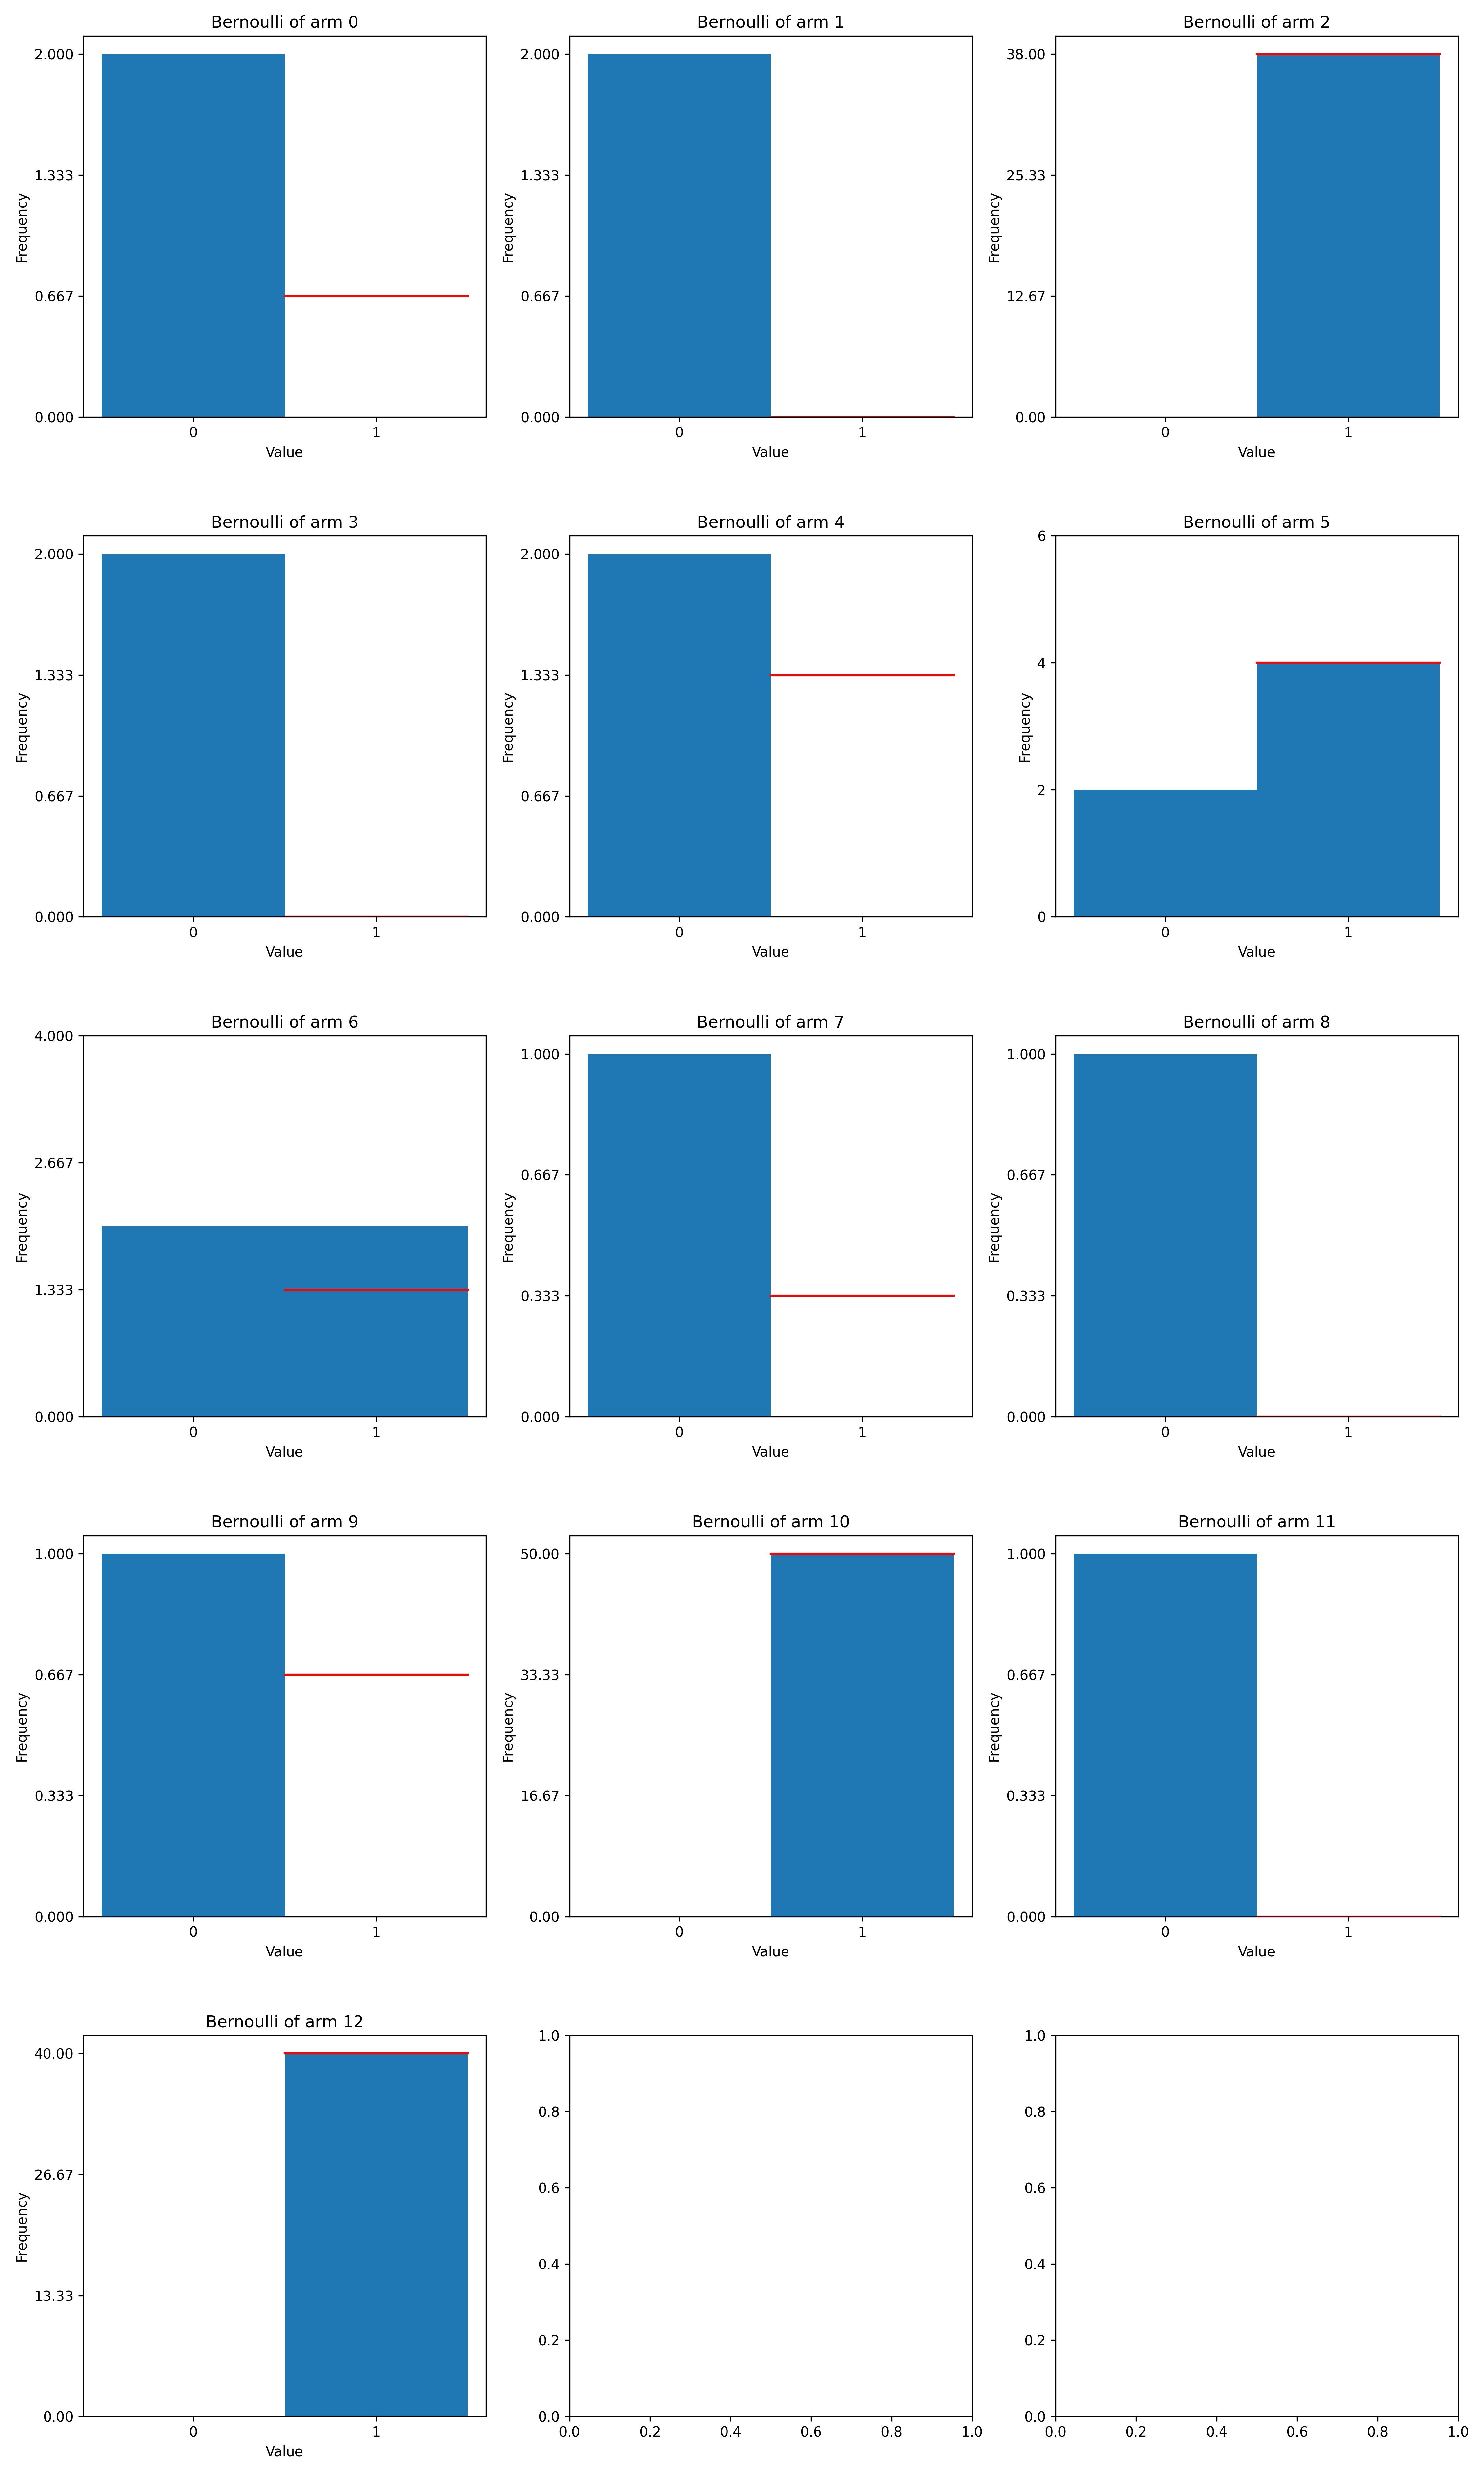 Bernoulli of arm 0
2.000
1.333
0.667
0.000
Frequency
0 1
Value
Bernoulli of arm 1
2.000
1.333
0.667
0.000
Frequency
0 1
Value
Bernoulli of arm 2
38.00
25.33
12.67
0.00
Frequency
0 1
Value
Bernoulli of arm 3
2.000
1.333
0.667
0.000
Frequency
0 1
Value
Bernoulli of arm 4
2.000
1.333
0.667
0.000
Frequency
0 1
Value
Bernoulli of arm 5
6
4
2
0
Frequency
0 1
Value
Bernoulli of arm 6
4.000
2.667
1.333
0.000
Frequency
0 1
Value
Bernoulli of arm 7
1.000
0.667
0.333
0.000
Frequency
0 1
Value
Bernoulli of arm 8
1.000
0.667
0.333
0.000
Frequency
0 1
Value
Bernoulli of arm 9
1.000
0.667
0.333
0.000
Frequency
0 1
Value
Bernoulli of arm 10
50.00
33.33
16.67
0.00
Frequency
0 1
Value
Bernoulli of arm 11
1.000
0.667
0.333
0.000
Frequency
0 1
Value
Bernoulli of arm 12
40.00
26.67
13.33
0.00
Frequency
0 1
Value
1.0
0.8
0.6
0.4
0.2
0.0
0.0 0.2 0.4 0.6 0.8 1.0
1.0
0.8
0.6
0.4
0.2
0.0
0.0 0.2 0.4 0.6 0.8 1.0